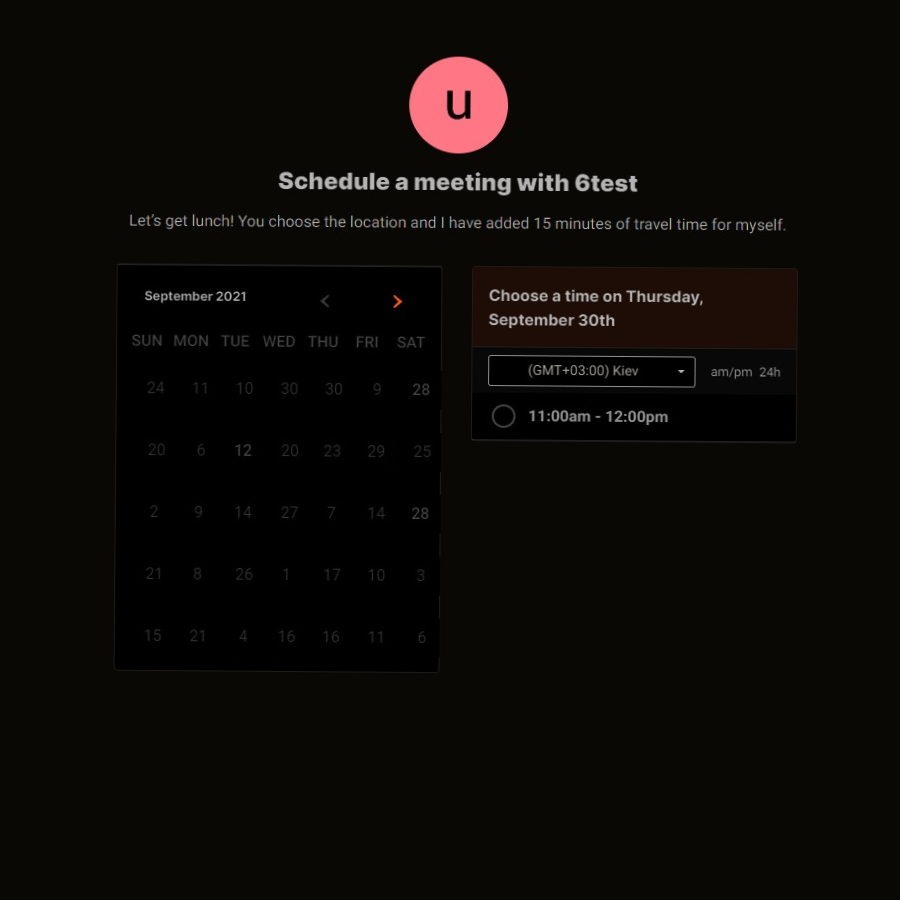 u
Schedule a meeting with 6test
Let's get lunch! You choose the location and I have added 15 minutes of travel time for myself.
September 2021
SUN MON TUE WED THU FRI SAT
24 11 10 30 30 9 28
20 6 12 20 23 29 25
2 9 14 27 7 14 28
21 8 26 1 17 10 3
15 21 4 16 16 11 6
Choose a time on Thursday,
September 30th
(GMT+03:00) Kiev
am/pm 24h
11:00am - 12:00pm